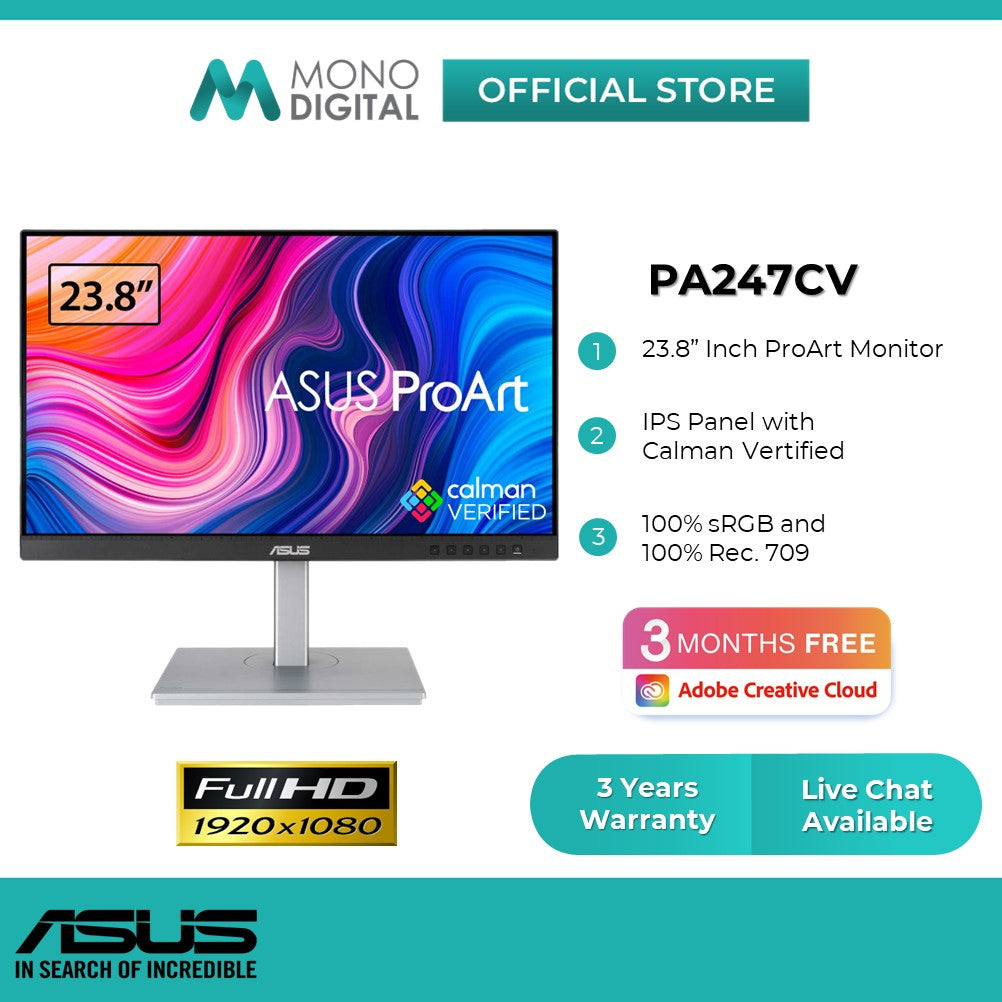 MONO
DIGITAL
OFFICIAL STORE
23.8”
ASUS ProArt
calman
VERIFIED
ASUS
PA247CV
1
23.8” Inch ProArt Monitor
2
IPS Panel with
Calman Vertified
3
100% sRGB and
100% Rec. 709
3 MONTHS FREE
Adobe Creative Cloud
Full HD
1920x1080
3 Years
Warranty
Live Chat
Available
ASUS
IN SEARCH OF INCREDIBLE